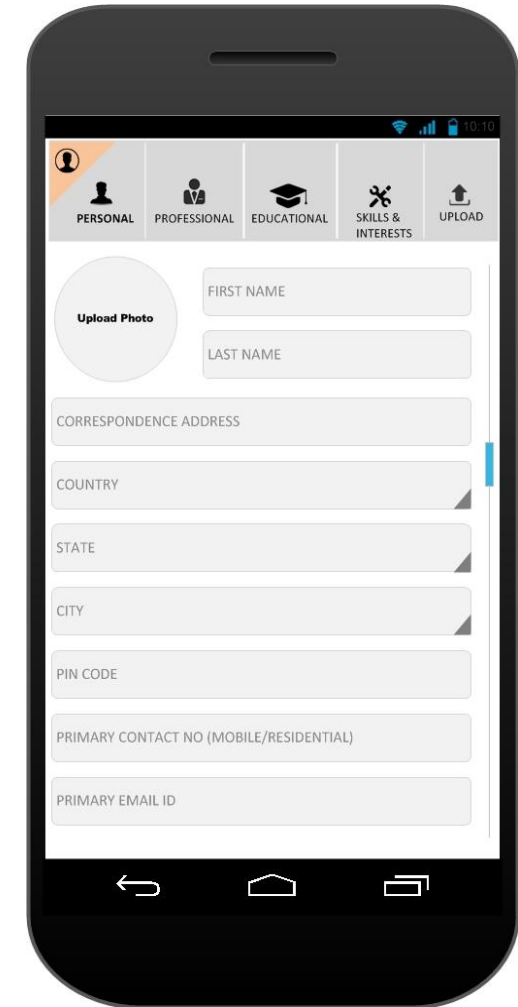 10:10
PERSONAL
PROFESSIONAL
EDUCATIONAL
SKILLS &
INTERESTS
UPLOAD
Upload Photo
FIRST NAME
LAST NAME
CORRESPONDENCE ADDRESS
COUNTRY
STATE
CITY
PIN CODE
PRIMARY CONTACT NO (MOBILE/RESIDENTIAL)
PRIMARY EMAIL ID